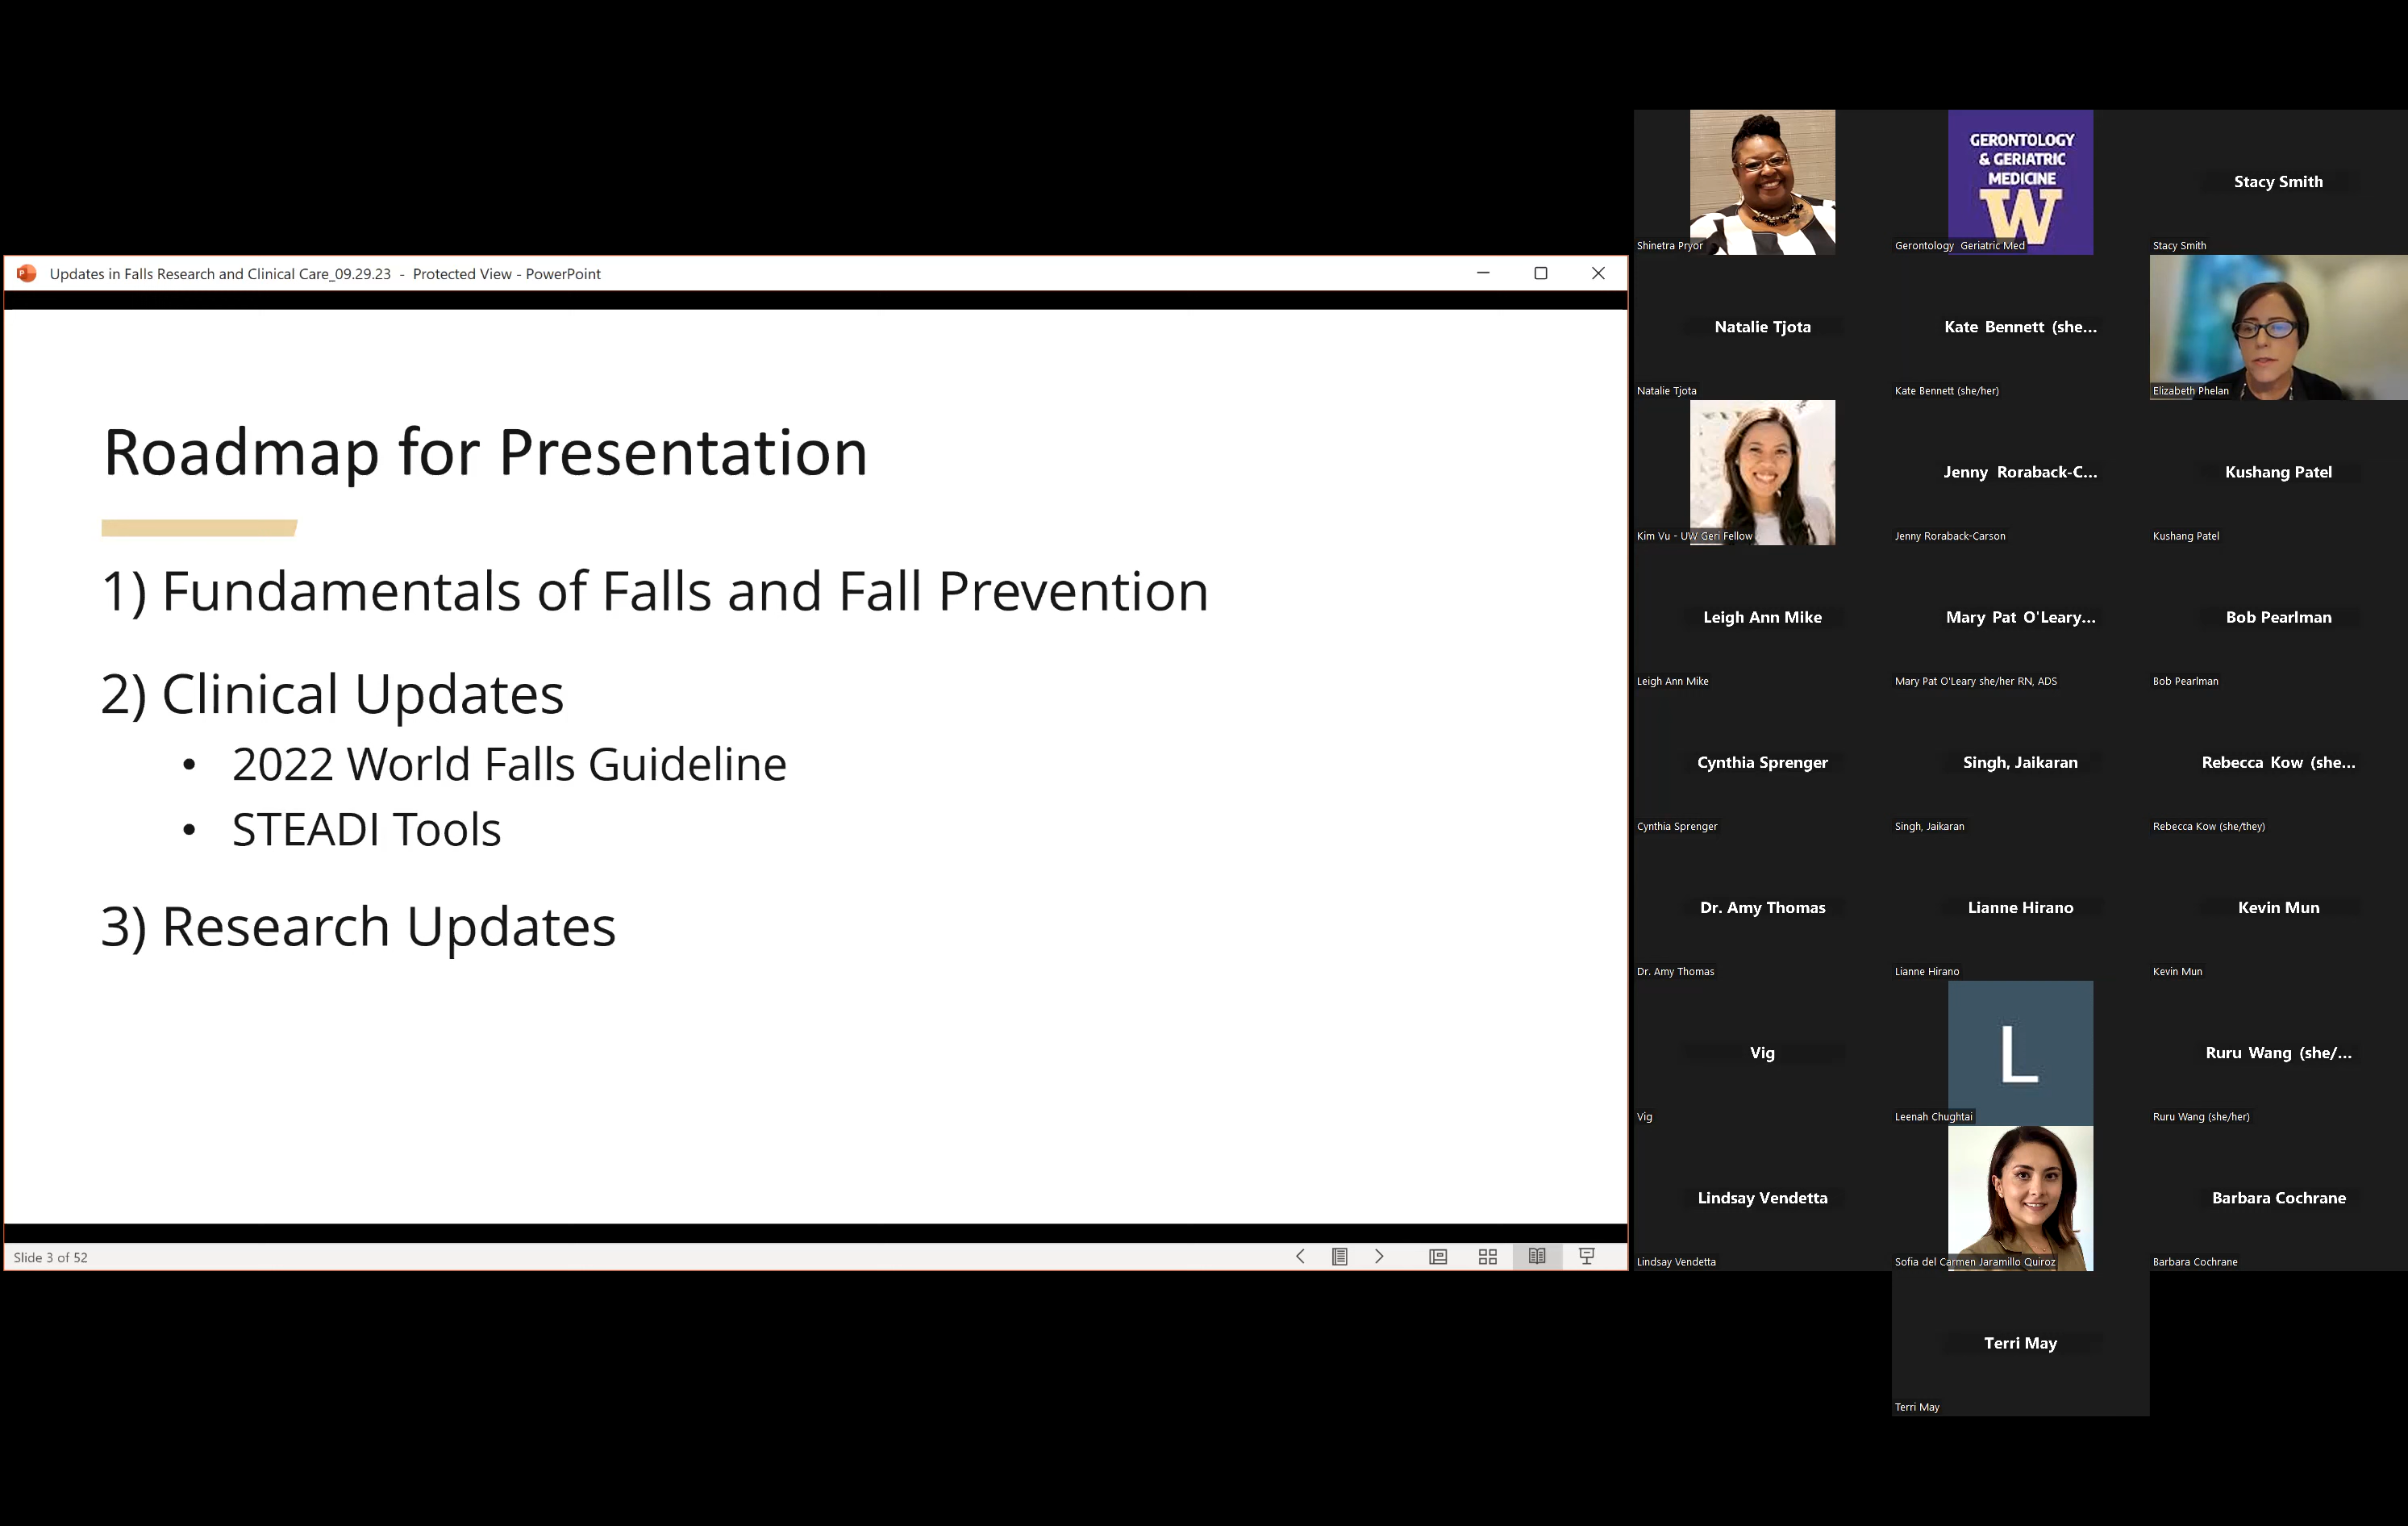 Updates in Falls Research and Clinical Care_09.29.23 - Protected View - PowerPoint
Roadmap for Presentation
1) Fundamentals of Falls and Fall Prevention
2) Clinical Updates
• 2022 World Falls Guideline
• STEADI Tools
3) Research Updates
Slide 3 of 52
Shinetra Pryor
GERONTOLOGY
& GERIATRIC
MEDICINE
W
Gerontology Geriatric Med
Stacy Smith
Stacy Smith
Natalie Tjota
Natalie Tjota
Kate Bennett (she...
Kate Bennett (she/her)
Elizabeth Phelan
Kim Vu - UW Geri Fellow
Jenny Roraback-C...
Jenny Roraback-Carson
Kushang Patel
Kushang Patel
Leigh Ann Mike
Leigh Ann Mike
Mary Pat O'Leary...
Mary Pat O'Leary she/her RN, ADS
Bob Pearlman
Bob Pearlman
Cynthia Sprenger
Cynthia Sprenger
Singh, Jaikaran
Singh, Jaikaran
Rebecca Kow (she...
Rebecca Kow (she/they)
Dr. Amy Thomas
Dr. Amy Thomas
Lianne Hirano
Lianne Hirano
Kevin Mun
Kevin Mun
Vig
Vig
L
Leenah Chughtai
Ruru Wang (she/...
Ruru Wang (she/her)
Lindsay Vendetta
Lindsay Vendetta
Sofia del Carmen Jaramillo Quiroz
Barbara Cochrane
Barbara Cochrane
Terri May
Terri May